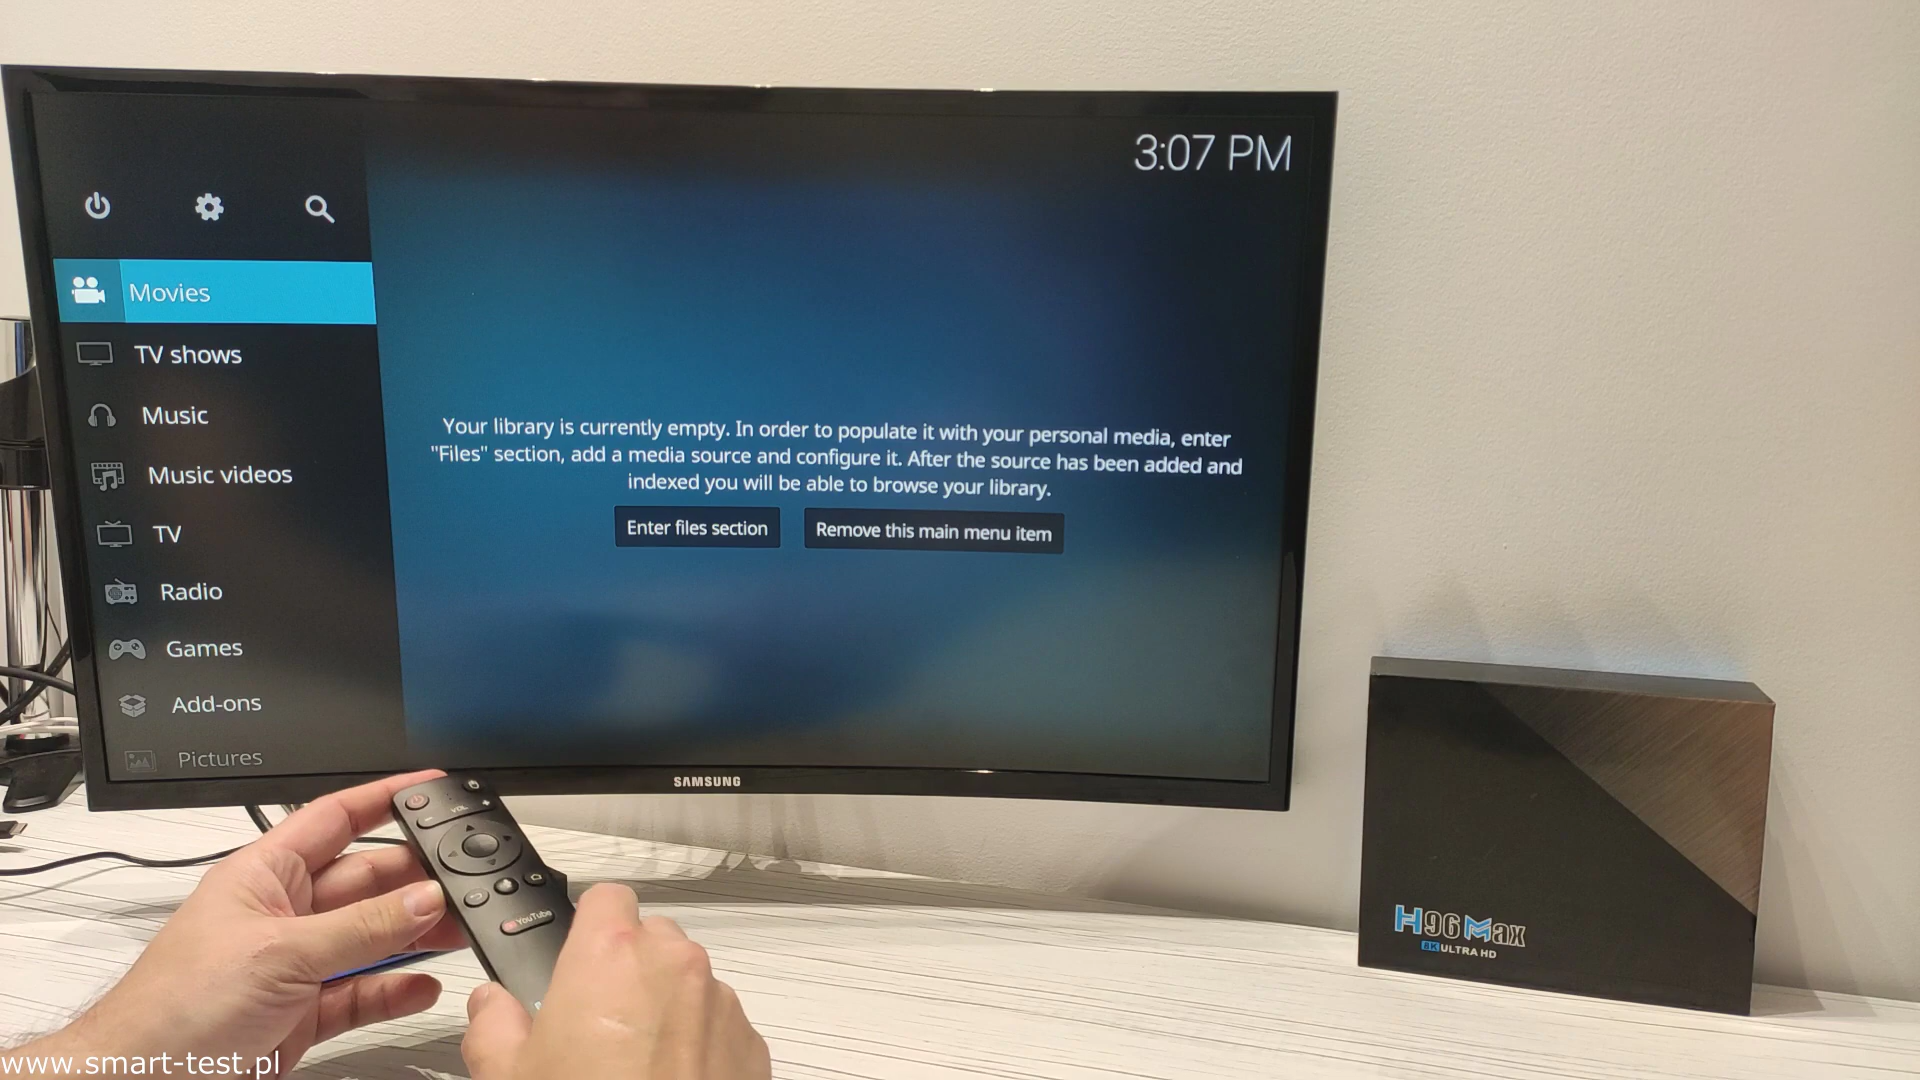 3:07 PM
Movies
TV shows
Music
Music videos
TV
Radio
Games
Add-ons
Pictures
Your library is currently empty. In order to populate it with your personal media, enter
"Files" section, add a media source and configure it. After the source has been added and
indexed you will be able to browse your library.
Enter files section
Remove this main menu item
SAMSUNG
VOL
YouTube
H96 Max
8K ULTRA HD
www.smart-test.pl